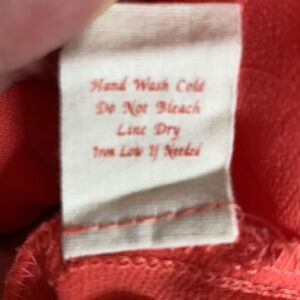 Hand Wash Cold
Do Not Bleach
Line Dry
Iron Low If Needed